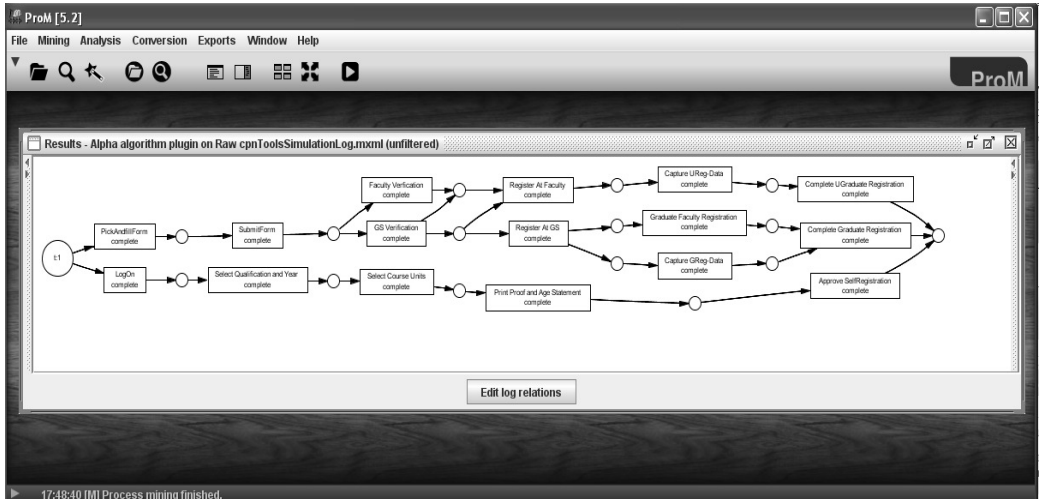 ProM [5.2]
File Mining Analysis Conversion Exports Window Help
ProM
Results - Alpha algorithm plugin on Raw cpnToolsSimulationLog.mxml (unfiltered)
Faculty Verfication
complete
Register At Faculty
complete
Capture UReg-Data
complete
Complete UGraduate Registration
complete
PickAndfillForm
complete
SubmitForm
complete
GS Verification
complete
Register At GS
complete
Graduate Faculty Registration
complete
Complete Graduate Registration
complete
t:1
LogOn
complete
Select Qualification and Year
complete
Select Course Units
complete
Capture GReg-Data
complete
Print Proof and Age Statement
complete
Approve SelfRegistration
complete
Edit log relations
17:48:40 [M] Process mining finished.